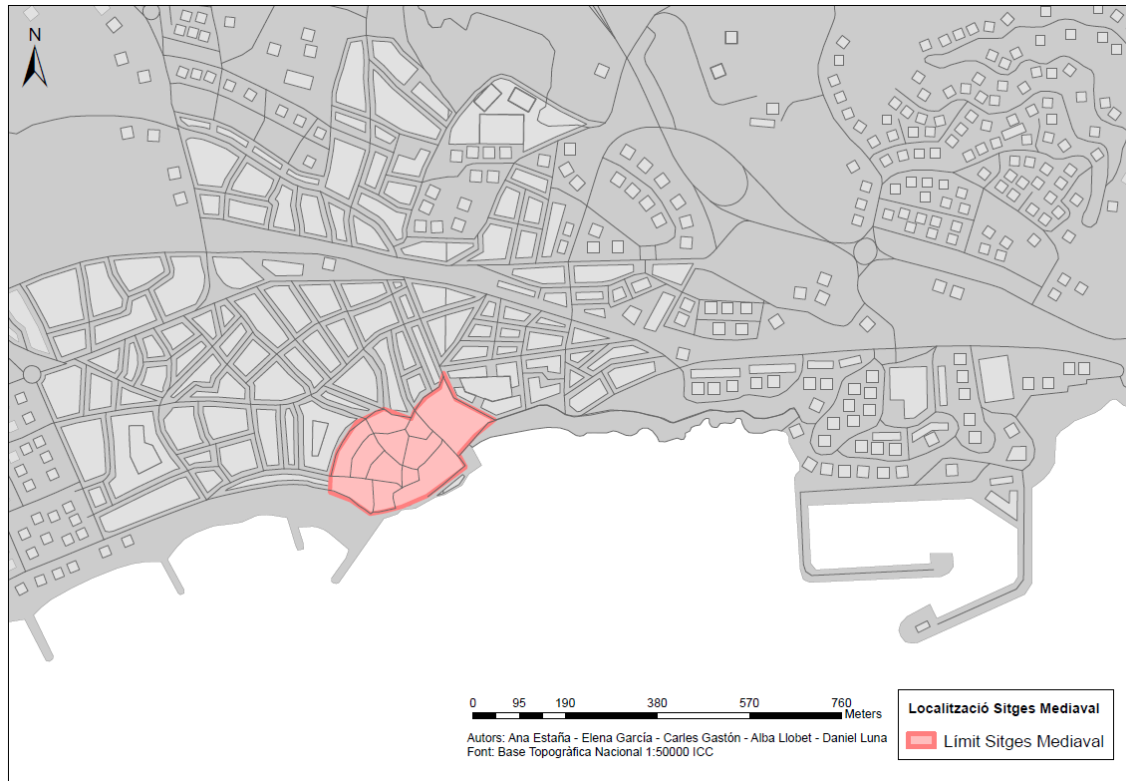 N
0 95 190 380 570 760
Meters
Autors: Ana Estaña - Elena García - Carles Gastón - Alba Llobet - Daniel Luna
Font: Base Topogràfica Nacional 1:50000 ICC
Localització Sitges Mediaval
Límit Sitges Mediaval